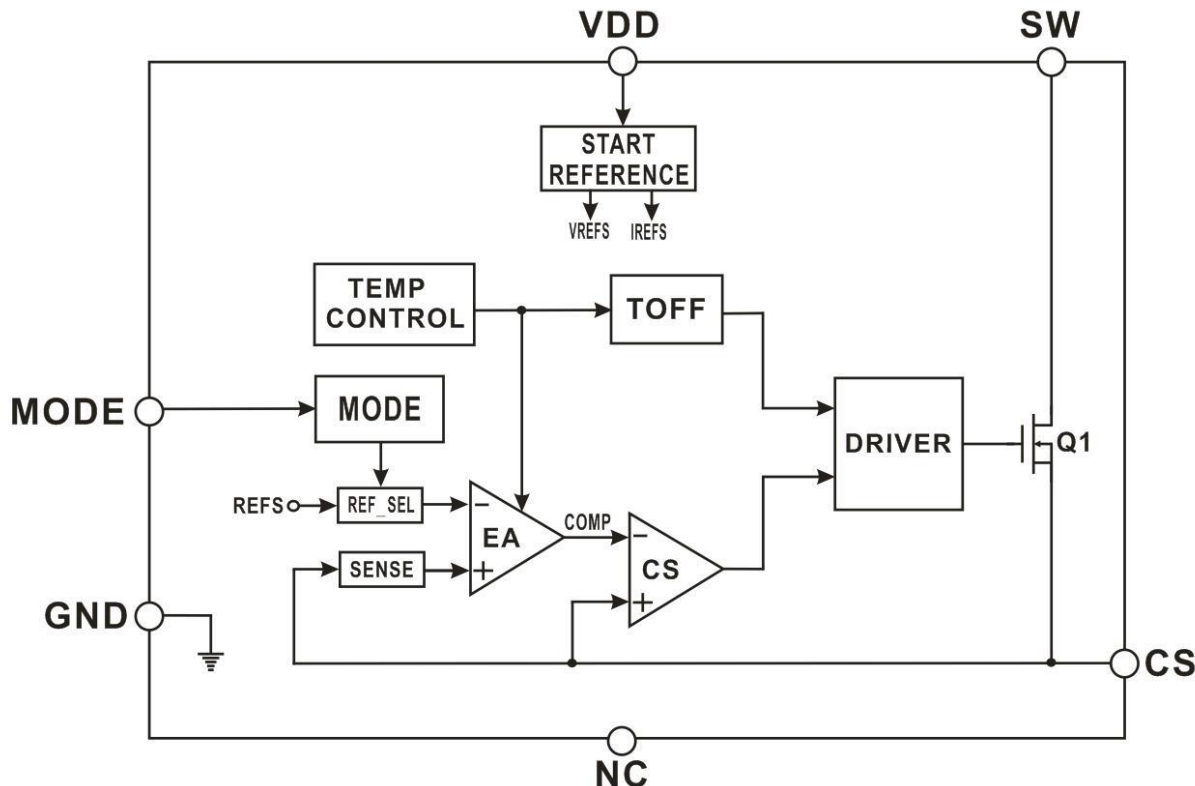 VDD
SW
START
REFERENCE
VREFS IREFS
TEMP
CONTROL
TOFF
MODE
MODE
DRIVER
Q1
REFS
REF_SEL
-
EA
COMP
-
SENSE
+
CS
+
GND
CS
NC